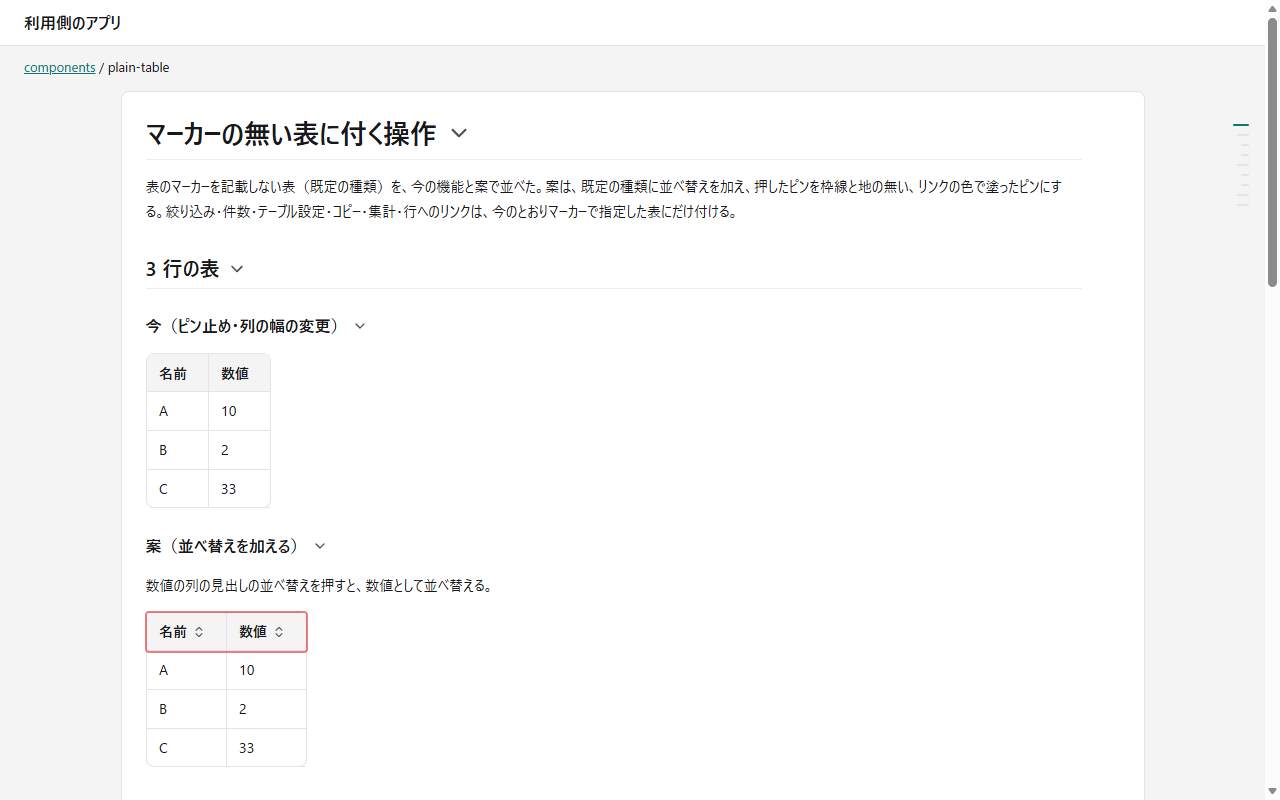 利用側のアプリ
components / plain-table
マーカーの無い表に付く操作
表のマーカーを記載しない表（既定の種類）を、今の機能と案で並べた。案は、既定の種類に並べ替えを加え、押したピンを枠線と地の無い、リンクの色で塗ったピンにす
る。絞り込み・件数・テーブル設定・コピー・集計・行へのリンクは、今のとおりマーカーで指定した表にだけ付ける。
3 行の表
今（ピン止め・列の幅の変更）
名前 数値
A 10
B 2
C 33
案（並べ替えを加える）
数値の列の見出しの並べ替えを押すと、数値として並べ替える。
名前 数値
A 10
B 2
C 33